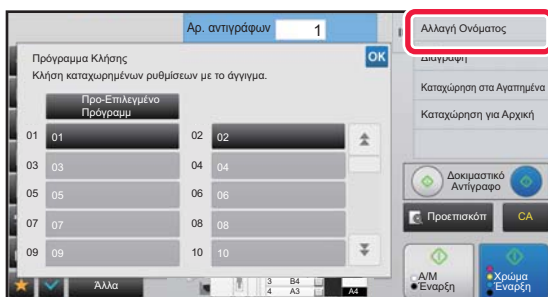 Αρ. αντιγράφων 1
Αλλαγή Ονόματος
Πρόγραμμα Κλήσης
OK
Κλήση καταχωρημένων ρυθμίσεων με το άγγιγμα.
Διαγραφή
Καταχώρηση στα Αγαπημένα
Καταχώρηση για Αρχική
Προ-Επιλεγμένο
Πρόγραμμ
01 01
02 02
03 03
04 04
05 05
06 06
07 07
08 08
09 09
10 10
Δοκιμαστικό
Αντίγραφο
Προεπισκόπ
CA
Άλλα
3 B4
4 A3
A4
Α/Μ
Έναρξη
Χρώμα
Έναρξη